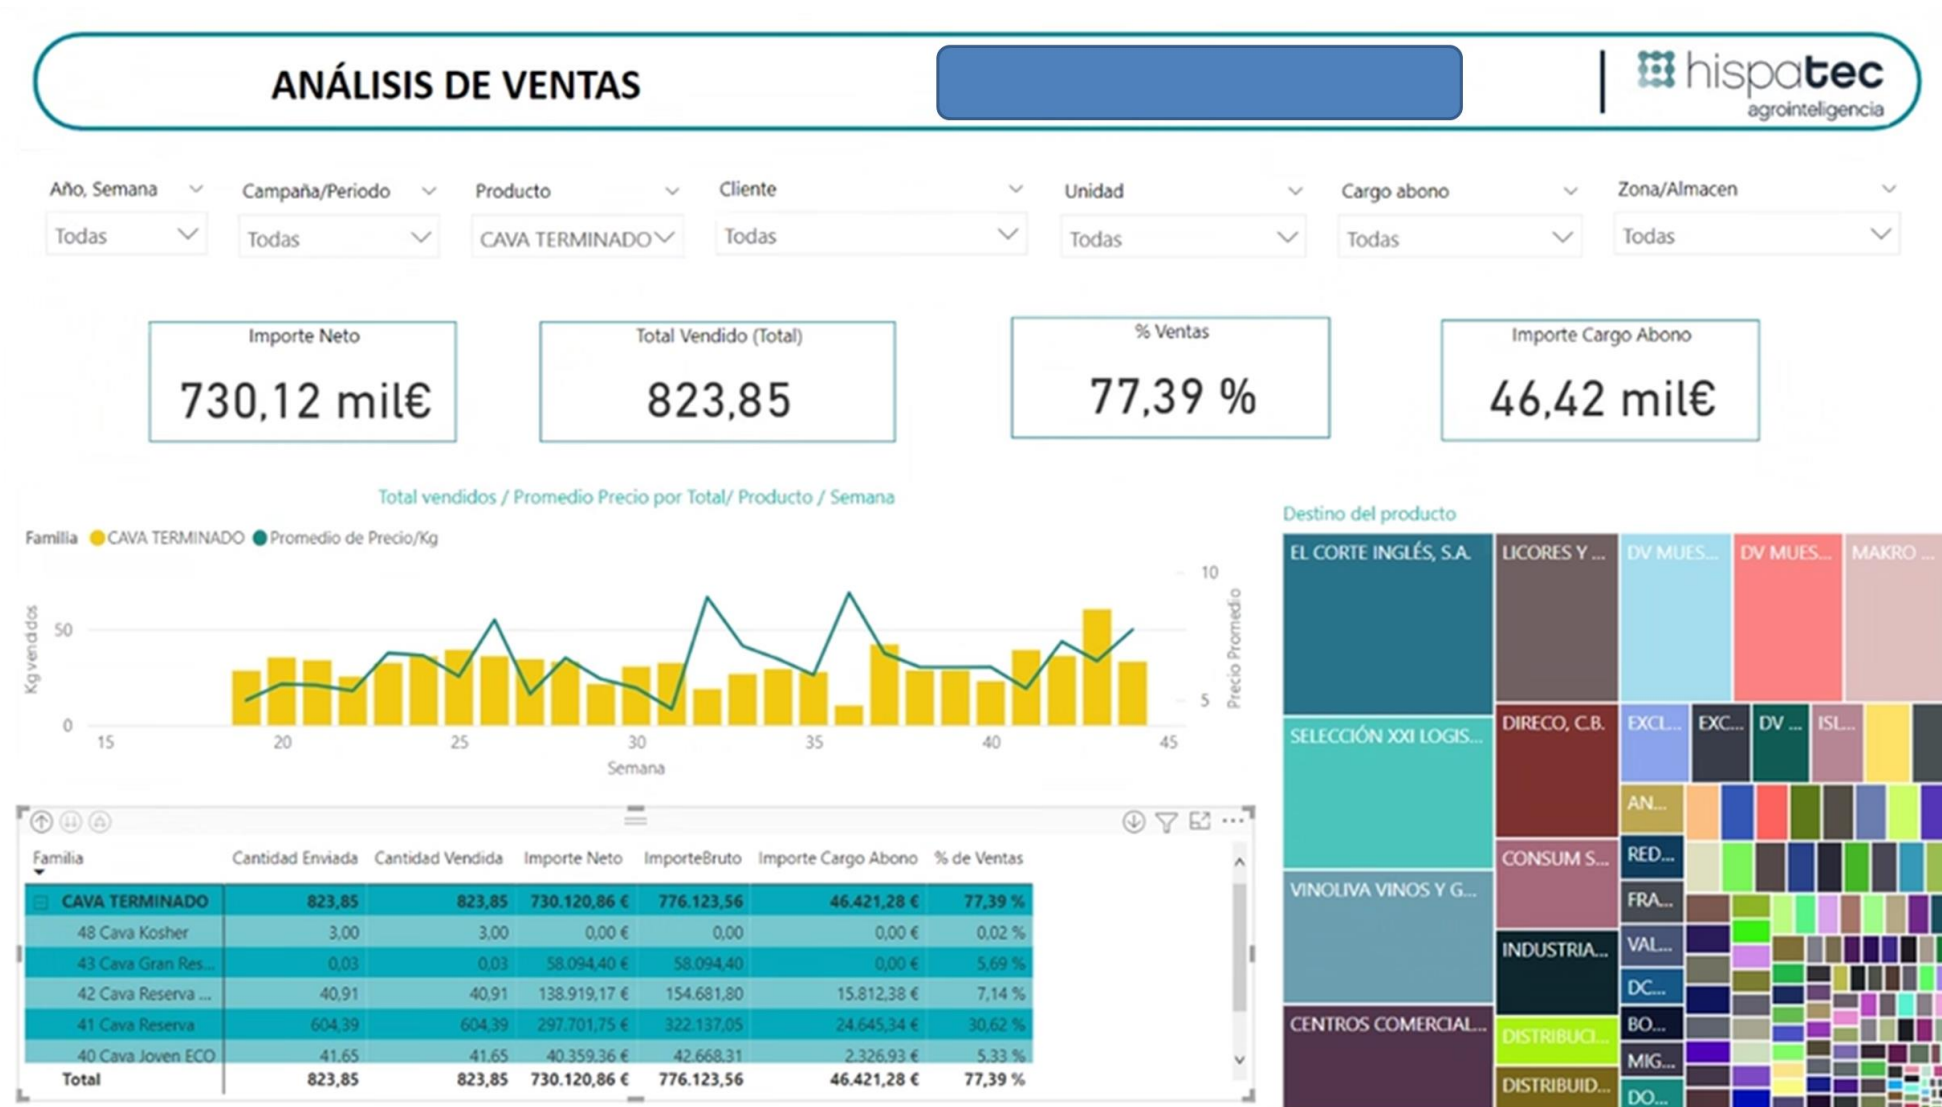 ANÁLISIS DE VENTAS
hispatec
agrointeligencia
Año, Semana
Campaña/Periodo
Producto
Cliente
Unidad
Cargo abono
Zona/Almacen
Todas
Todas
CAVA TERMINADO
Todas
Todas
Todas
Todas
Importe Neto
730,12 mil€
Total Vendido (Total)
823,85
% Ventas
77,39 %
Importe Cargo Abono
46,42 mil€
Total vendidos / Promedio Precio por Total/ Producto / Semana
Familia CAVA TERMINADO Promedio de Precio/Kg
Kg vendidos
50
0
10
5
Precio Promedio
15 20 25 30 35 40 45
Semana
Familia Cantidad Enviada Cantidad Vendida Importe Neto ImporteBruto Importe Cargo Abono % de Ventas
CAVA TERMINADO 823,85 823,85 730.120,86 € 776.123,56 46.421,28 € 77,39 %
48 Cava Kosher 3,00 3,00 0,00 € 0,00 0,00 € 0,02 %
43 Cava Gran Res... 0,03 0,03 58.094,40 € 58.094,40 0,00 € 5,69 %
42 Cava Reserva ... 40,91 40,91 138.919,17 € 154.681,80 15.812,38 € 7,14 %
41 Cava Reserva 604,39 604,39 297.701,75 € 322.137,05 24.645,34 € 30,62 %
40 Cava Joven ECO 41,65 41,65 40.359,36 € 42.668,31 2.326,93 € 5,33 %
Total 823,85 823,85 730.120,86 € 776.123,56 46.421,28 € 77,39 %
Destino del producto
EL CORTE INGLÉS, S.A.
SELECCIÓN XXI LOGIS...
VINOLIVA VINOS Y G...
CENTROS COMERCIAL...
LICORES Y ...
DIRECO, C.B.
CONSUM S...
INDUSTRIA...
DISTRIBUCI...
DISTRIBUID...
DV MUES...
DV MUES...
MAKRO ...
EXCL...
EXC...
DV ...
ISL...
AN...
RED...
FRA...
VAL...
DC...
BO...
MIG...
DO...